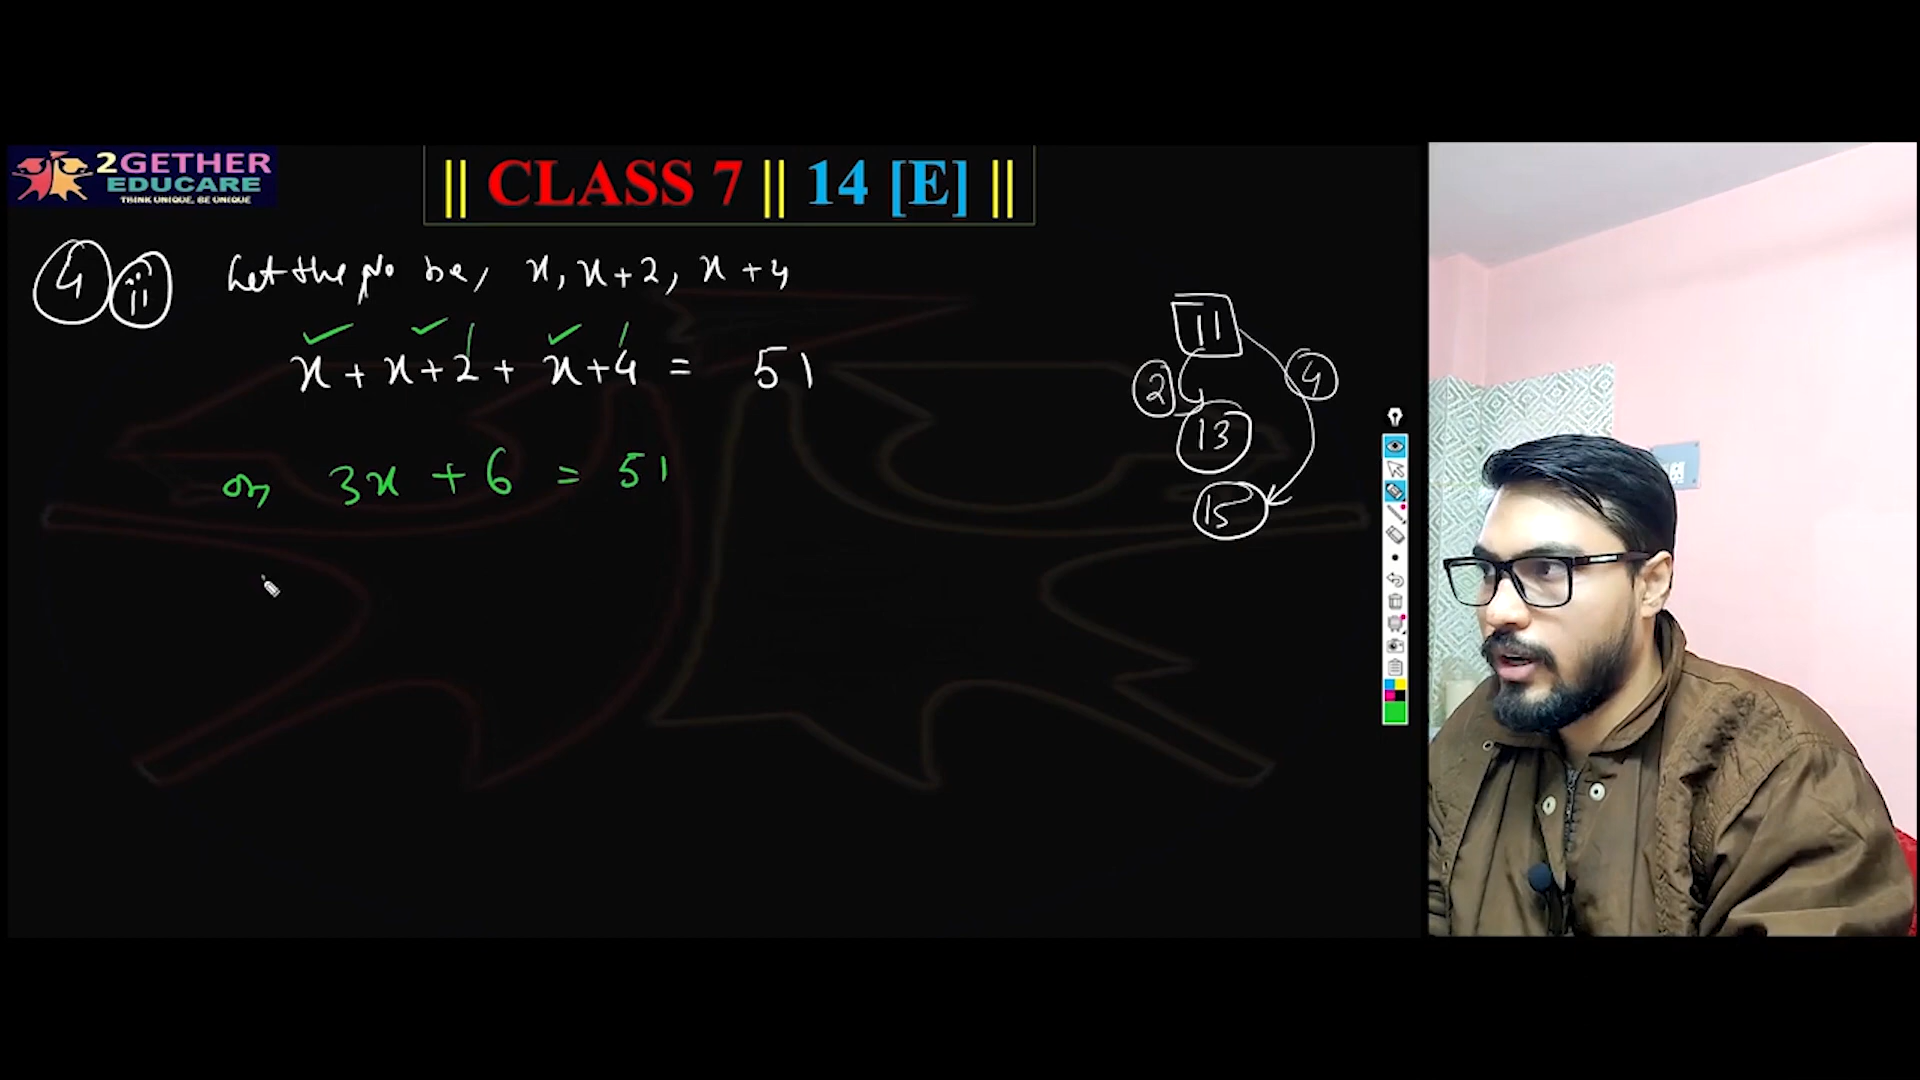 2GETHER
EDUCARE
THINK UNIQUE, BE UNIQUE
|| CLASS 7 || 14 [E] ||
4 ii Let the no be, x, x+2, x+4
x + x+2 + x+4 = 51
or 3x + 6 = 51
11
2 4
13
15